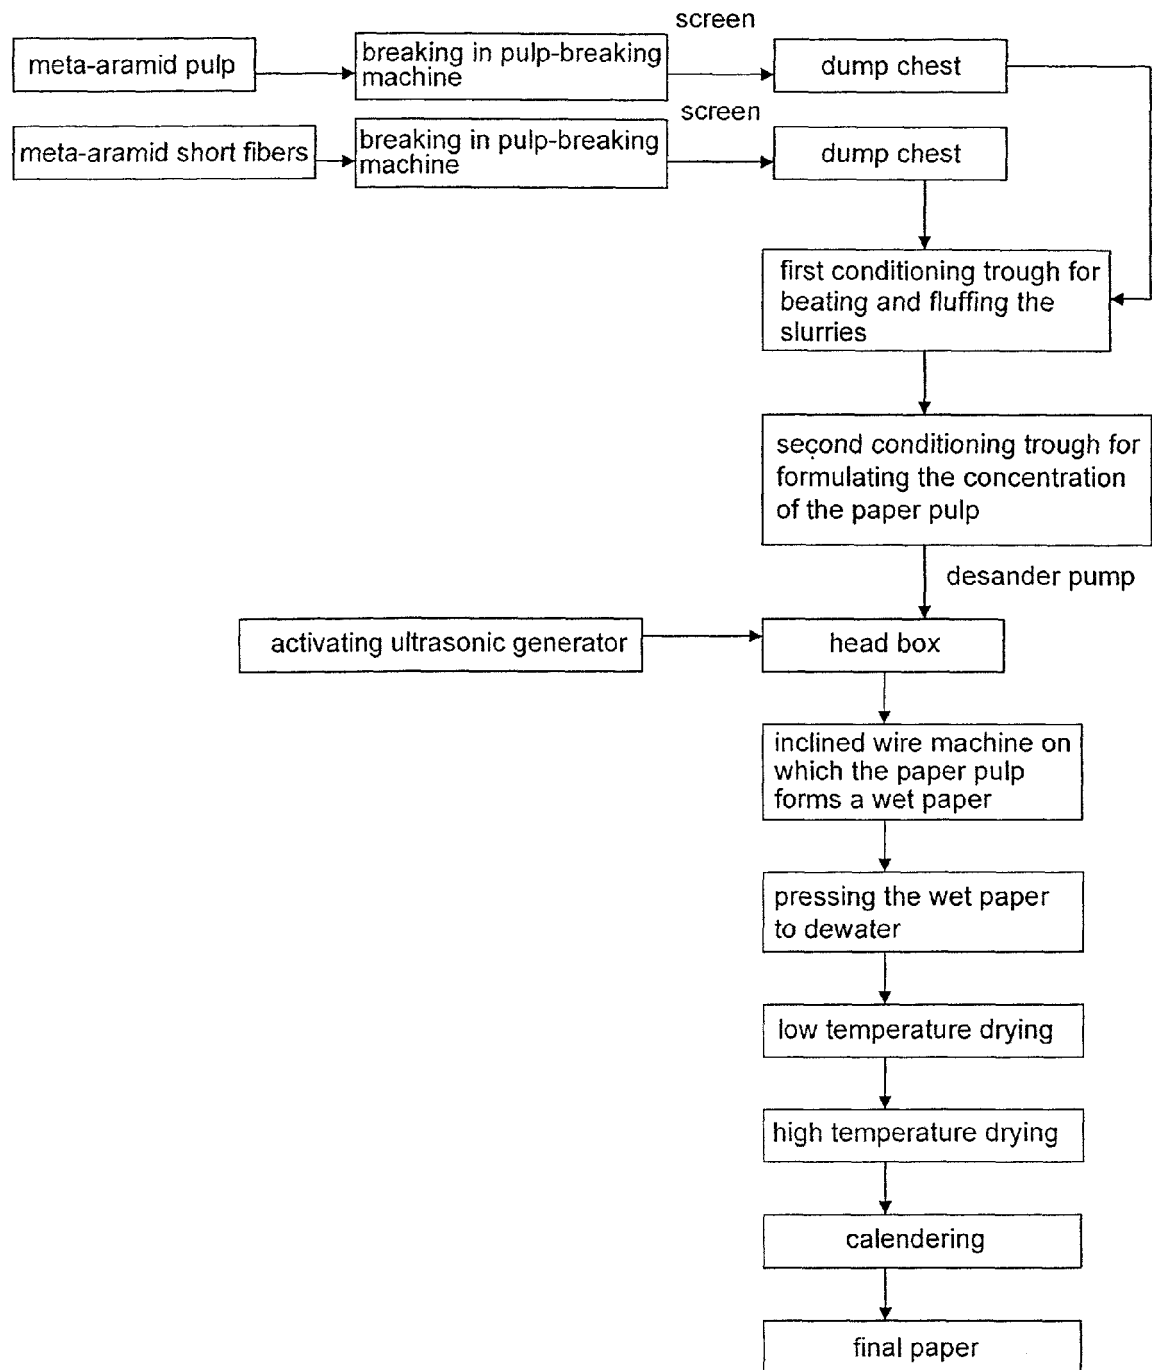 screen
meta-aramid pulp
breaking in pulp-breaking
machine
dump chest
screen
meta-aramid short fibers
breaking in pulp-breaking
machine
dump chest
first conditioning trough for
beating and fluffing the
slurries
second conditioning trough for
formulating the concentration
of the paper pulp
desander pump
activating ultrasonic generator
head box
inclined wire machine on
which the paper pulp
forms a wet paper
pressing the wet paper
to dewater
low temperature drying
high temperature drying
calendering
final paper